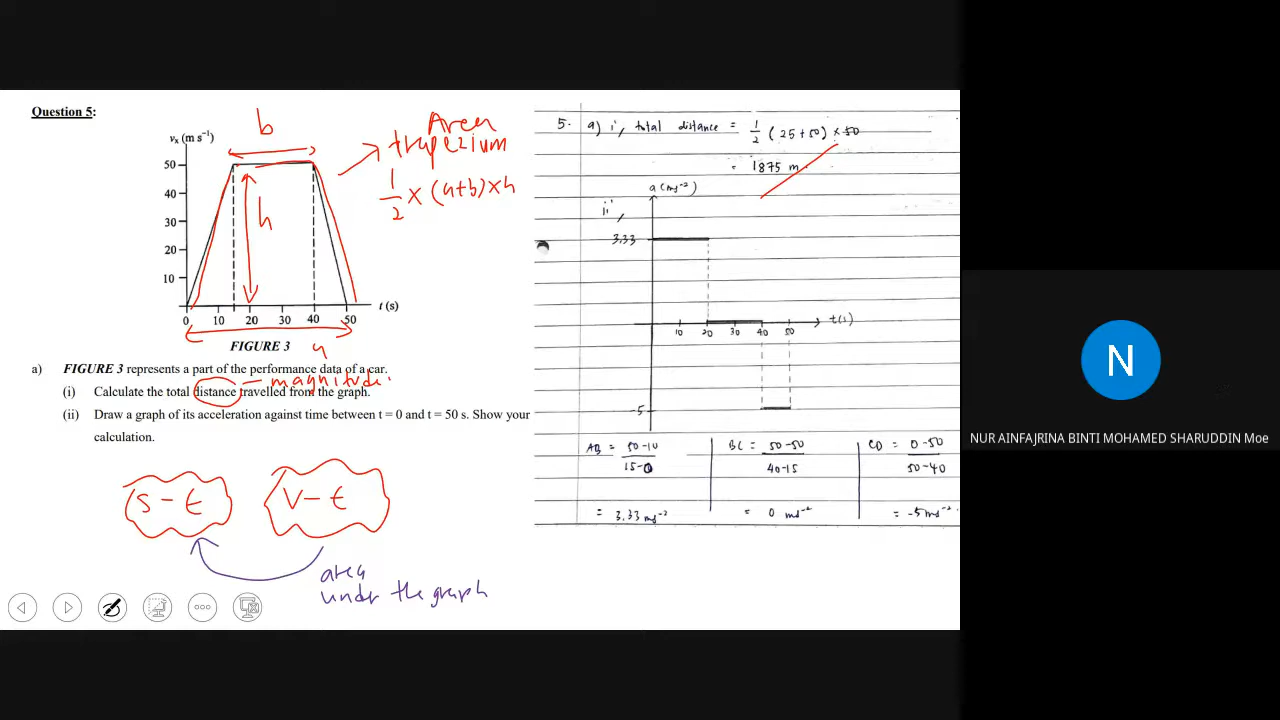 Question 5:
vₓ (m s⁻¹)
50
40
30
20
10
0 10 20 30 40 50
t (s)
FIGURE 3
b
h
a
Area
trapezium
1/2 × (a+b) × h
a) FIGURE 3 represents a part of the performance data of a car.
magnitude
(i) Calculate the total distance travelled from the graph.
(ii) Draw a graph of its acceleration against time between t = 0 and t = 50 s. Show your
calculation.
s - t
v - t
area
under the graph
5. a) i, total distance = 1/2 (25 + 50) × 50
= 1875 m
ii,
a (ms⁻²)
3.33
10 20 30 40 50
t(s)
-5
AB = 50-10 / 15-0
= 3.33 ms⁻²
BC = 50-50 / 40-15
= 0 ms⁻²
CD = 0-50 / 50-40
= -5 ms⁻²
N
NUR AINFAJRINA BINTI MOHAMED SHARUDDIN Moe